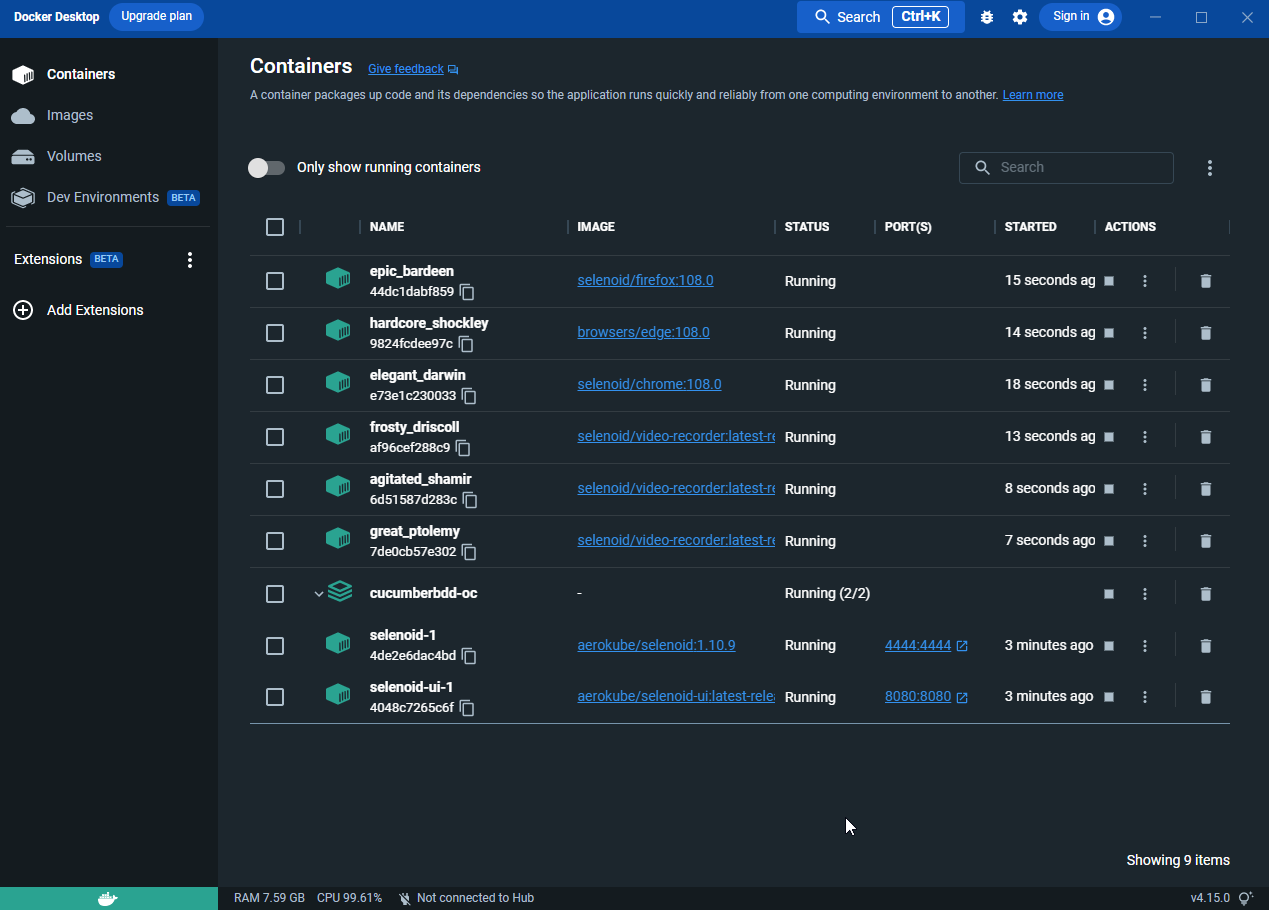 Docker Desktop Upgrade plan Search Ctrl+K Sign in
Containers
Images
Volumes
Dev Environments BETA
Extensions BETA
Add Extensions
Containers Give feedback
A container packages up code and its dependencies so the application runs quickly and reliably from one computing environment to another. Learn more
Only show running containers Search
NAME IMAGE STATUS PORT(S) STARTED ACTIONS
epic_bardeen
44dc1dabf859 selenoid/firefox:108.0 Running 15 seconds ag
hardcore_shockley
9824fcdee97c browsers/edge:108.0 Running 14 seconds ag
elegant_darwin
e73e1c230033 selenoid/chrome:108.0 Running 18 seconds ag
frosty_driscoll
af96cef288c9 selenoid/video-recorder:latest-re Running 13 seconds ag
agitated_shamir
6d51587d283c selenoid/video-recorder:latest-re Running 8 seconds ago
great_ptolemy
7de0cb57e302 selenoid/video-recorder:latest-re Running 7 seconds ago
cucumberbdd-oc - Running (2/2)
selenoid-1
4de2e6dac4bd aerokube/selenoid:1.10.9 Running 4444:4444 3 minutes ago
selenoid-ui-1
4048c7265c6f aerokube/selenoid-ui:latest-relea Running 8080:8080 3 minutes ago
Showing 9 items
RAM 7.59 GB CPU 99.61% Not connected to Hub v4.15.0